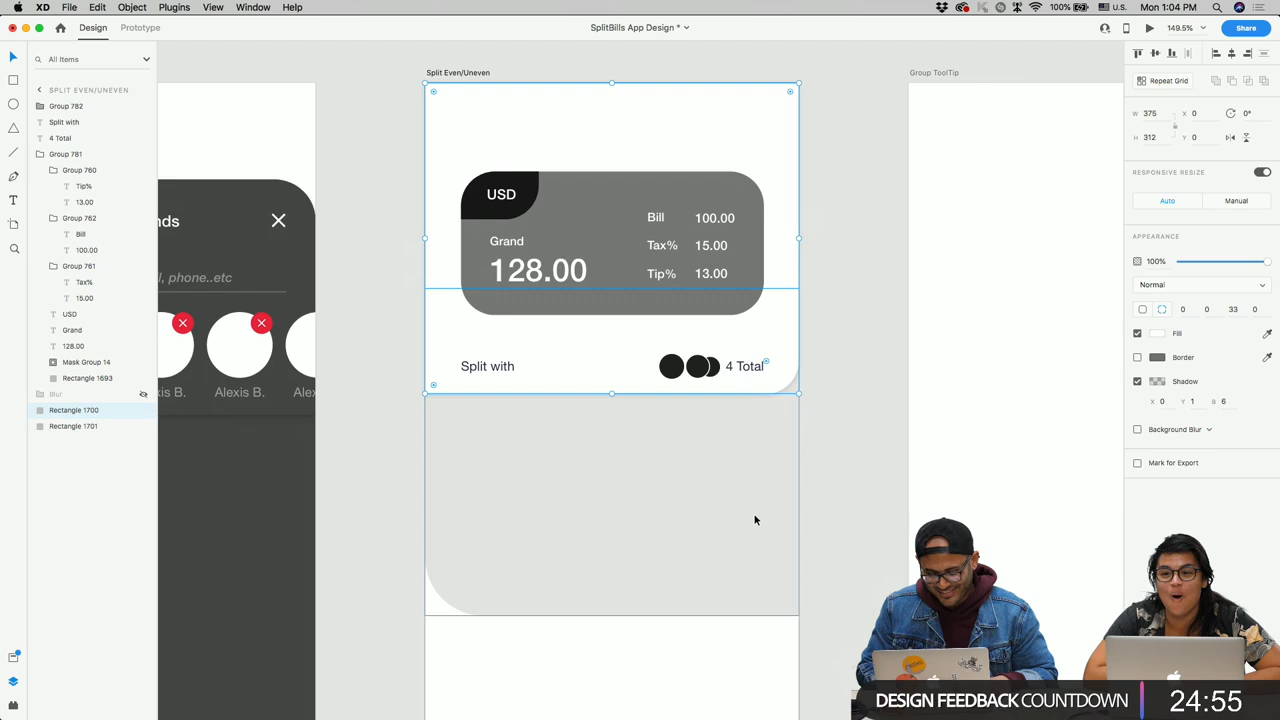 XD File Edit Object Plugins View Window Help
100% U.S. Mon 1:04 PM
Design Prototype
SplitBills App Design *
149.5%
Share
All Items
SPLIT EVEN/UNEVEN
Group 782
Split with
4 Total
Group 781
Group 760
Tip%
13.00
Group 762
Bill
100.00
Group 761
Tax%
15.00
USD
Grand
128.00
Mask Group 14
Rectangle 1693
Blur
Rectangle 1700
Rectangle 1701
nds
l, phone..etc
is B. Alexis B. Alexis
Split Even/Uneven
USD
Bill 100.00
Grand
Tax% 15.00
128.00
Tip% 13.00
Split with
4 Total
Group ToolTip
Repeat Grid
W 375 X 0 0°
H 312 Y 0
RESPONSIVE RESIZE
Auto Manual
APPEARANCE
100%
Normal
0 0 33 0
Fill
Border
Shadow
X 0 Y 1 B 6
Background Blur
Mark for Export
DESIGN FEEDBACK COUNTDOWN 24:55